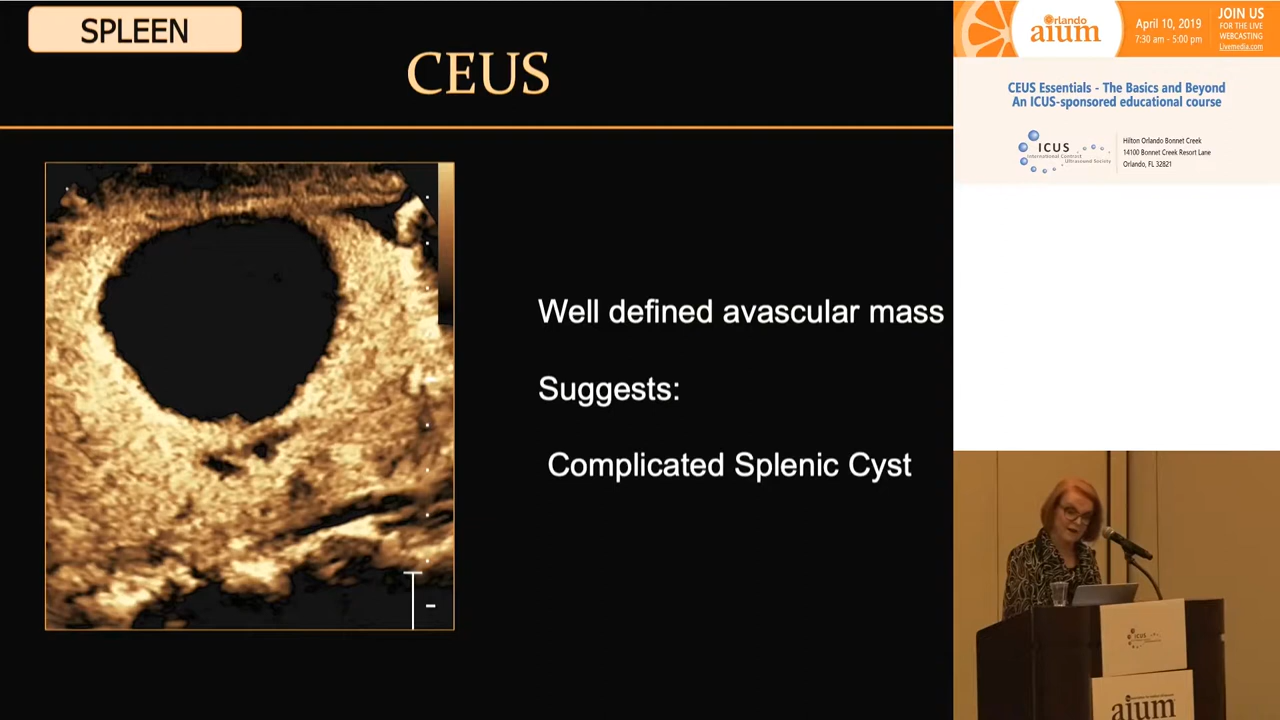 SPLEEN
CEUS
Well defined avascular mass
Suggests:
Complicated Splenic Cyst
Orlando
aium
April 10, 2019
7:30 am - 5:00 pm
JOIN US
FOR THE LIVE
WEBCASTING
Livemedia.com
CEUS Essentials - The Basics and Beyond
An ICUS-sponsored educational course
ICUS
International Contrast
Ultrasound Society
Hilton Orlando Bonnet Creek
14100 Bonnet Creek Resort Lane
Orlando, FL 32821
ICUS
aium